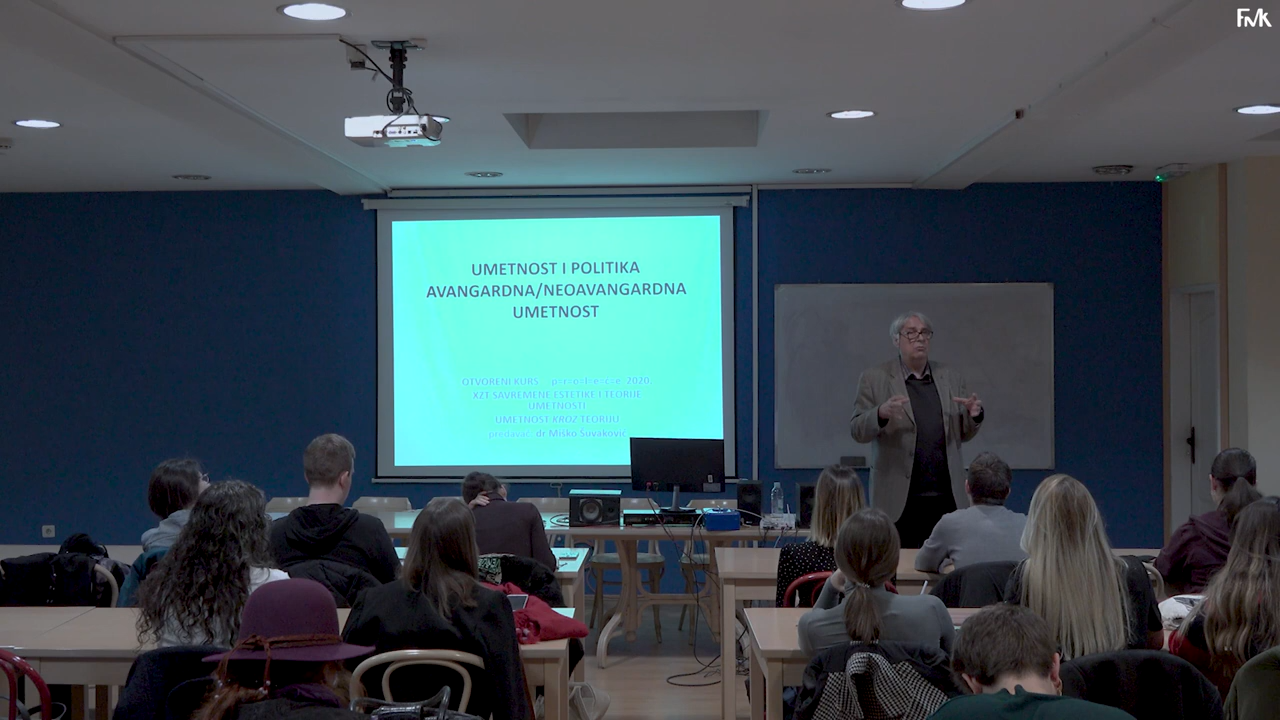 FMK
UMETNOST I POLITIKA
AVANGARDNA/NEOAVANGARDNA
UMETNOST
OTVORENI KURS 2020.
KZT SAVREMENE ESTETIKE I TEORIJE
UMETNOSTI
UMETNOST KROZ TEORIJU
predavač: dr Miško Šuvaković